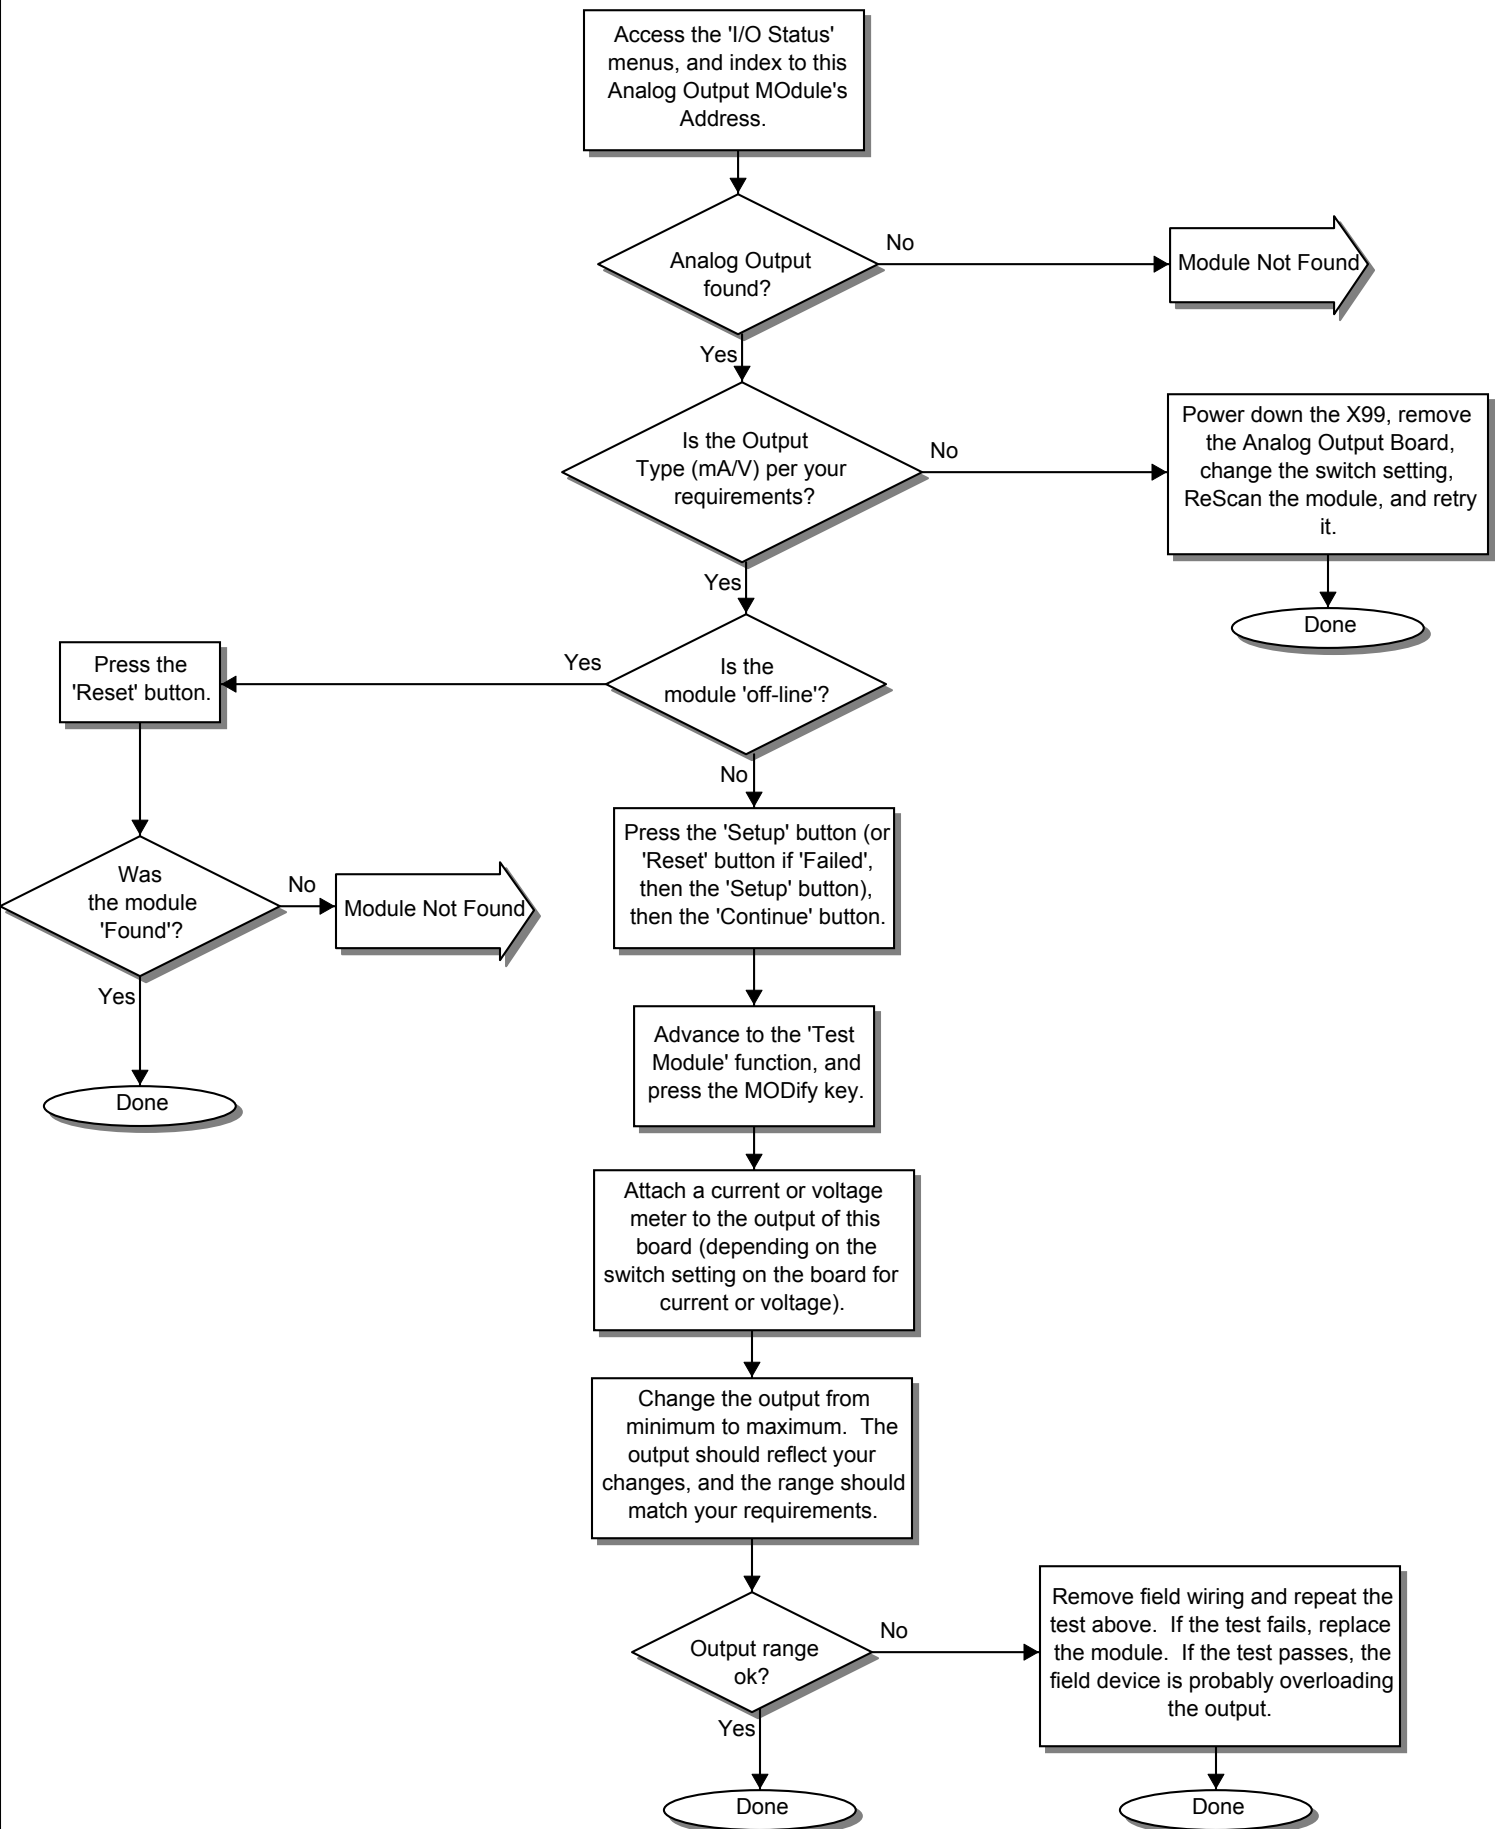 Access the 'I/O Status'
menus, and index to this
Analog Output MOdule's
Address.
Analog Output
found?
No
Module Not Found
Yes
Is the Output
Type (mA/V) per your
requirements?
No
Power down the X99, remove
the Analog Output Board,
change the switch setting,
ReScan the module, and retry
it.
Done
Yes
Is the
module 'off-line'?
Yes
Press the
'Reset' button.
Was
the module
'Found'?
No
Module Not Found
Yes
Done
No
Press the 'Setup' button (or
'Reset' button if 'Failed',
then the 'Setup' button),
then the 'Continue' button.
Advance to the 'Test
Module' function, and
press the MODify key.
Attach a current or voltage
meter to the output of this
board (depending on the
switch setting on the board for
current or voltage).
Change the output from
minimum to maximum.  The
output should reflect your
changes, and the range should
match your requirements.
Output range
ok?
No
Remove field wiring and repeat the
test above.  If the test fails, replace
the module.  If the test passes, the
field device is probably overloading
the output.
Yes
Done
Done